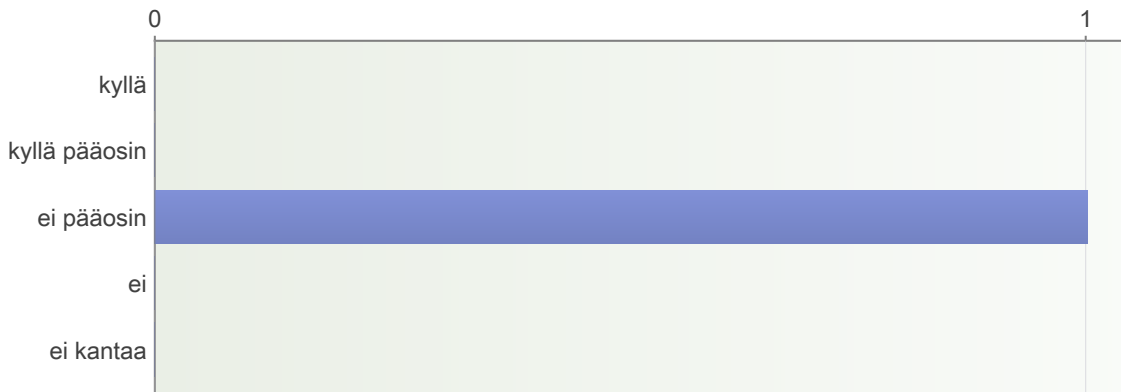 0 1
kyllä
kyllä pääosin
ei pääosin
ei
ei kantaa